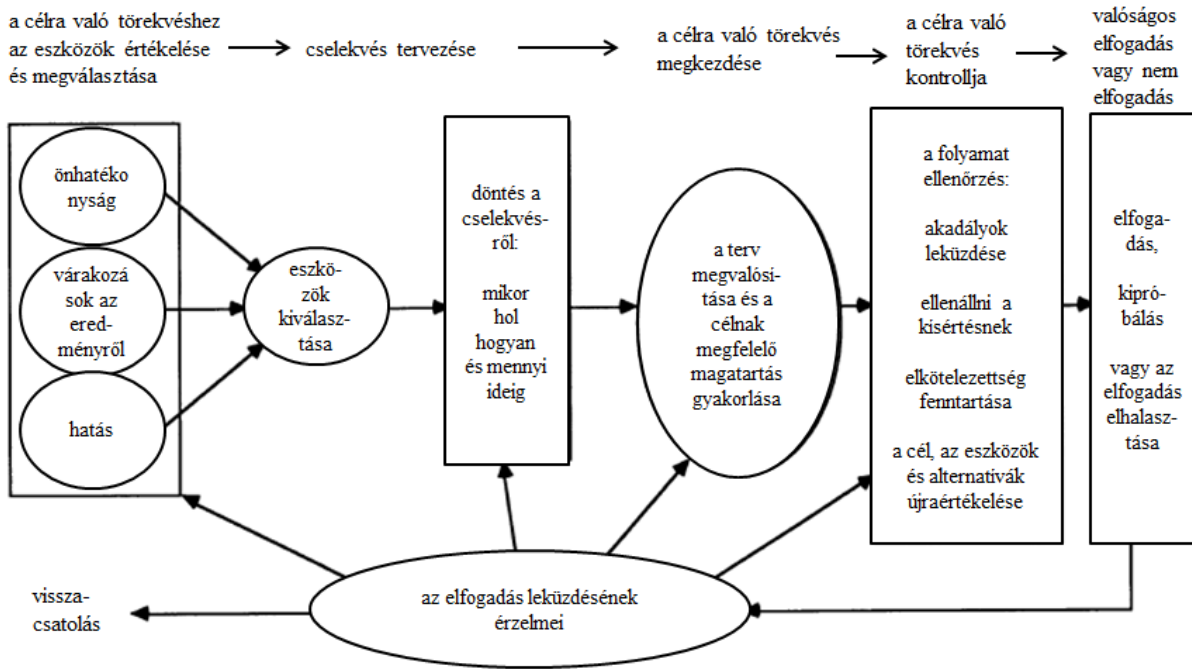 a célra való törekvéshez
az eszközök értékelése
és megválasztása
cselekvés tervezése
a célra való törekvés
megkezdése
a célra való
törekvés
kontrollja
valóságos
elfogadás
vagy nem
elfogadás
önhatéko
nyság
várakozá
sok az
ered-
ményről
hatás
eszkö-
zök
kiválasz-
tása
döntés a
cselekvés-
ről:
mikor
hol
hogyan
és mennyi
ideig
a terv
megvalósí-
tása és a
célnak
megfelelő
magatartás
gyakorlása
a folyamat
ellenőrzés:
akadályok
leküzdése
ellenállni a
kisértésnek
elkötelezettség
fenntartása
a cél, az eszközök
és alternatívák
újraértékelése
elfoga-
dás,
kipró-
bálás
vagy az
elfogadás
elhalasz-
tása
az elfogadás leküzdésének
érzelmei
vissza-
csatolás